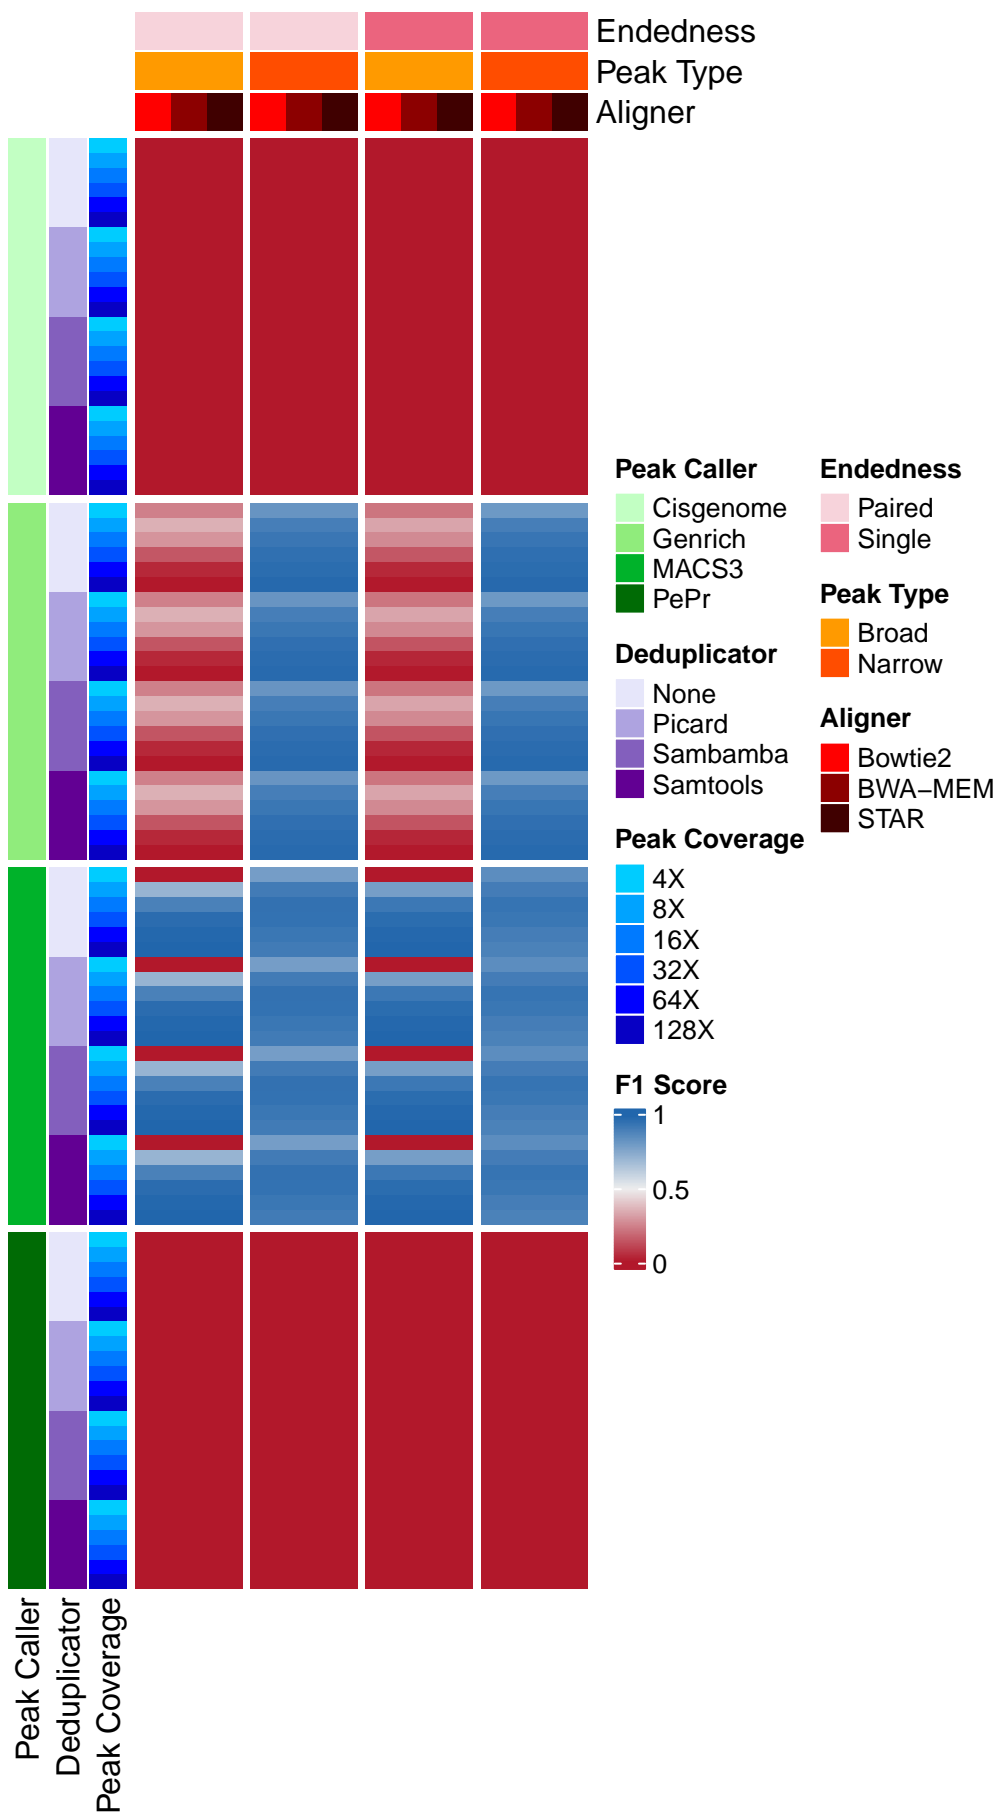 Endedness
Peak Type
Aligner
Peak Caller
Cisgenome
Genrich
MACS3
PePr
Deduplicator
None
Picard
Sambamba
Samtools
Peak Coverage
4X
8X
16X
32X
64X
128X
F1 Score
1
0.5
0
Endedness
Paired
Single
Peak Type
Broad
Narrow
Aligner
Bowtie2
BWA−MEM
STAR
Peak Caller
Deduplicator
Peak Coverage